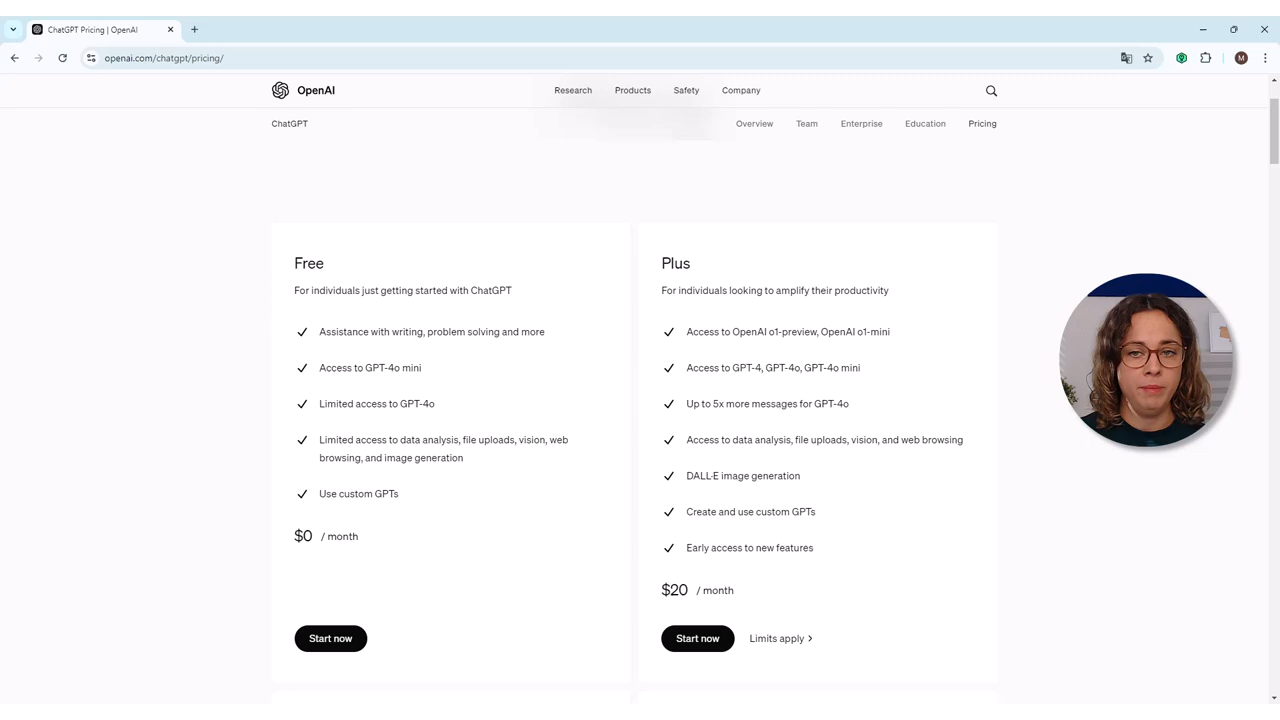 ChatGPT Pricing | OpenAI
openai.com/chatgpt/pricing/
M
OpenAI
Research Products Safety Company
ChatGPT
Overview Team Enterprise Education Pricing
Free
For individuals just getting started with ChatGPT
Assistance with writing, problem solving and more
Access to GPT-4o mini
Limited access to GPT-4o
Limited access to data analysis, file uploads, vision, web
browsing, and image generation
Use custom GPTs
$0 / month
Start now
Plus
For individuals looking to amplify their productivity
Access to OpenAI o1-preview, OpenAI o1-mini
Access to GPT-4, GPT-4o, GPT-4o mini
Up to 5x more messages for GPT-4o
Access to data analysis, file uploads, vision, and web browsing
DALL·E image generation
Create and use custom GPTs
Early access to new features
$20 / month
Start now Limits apply